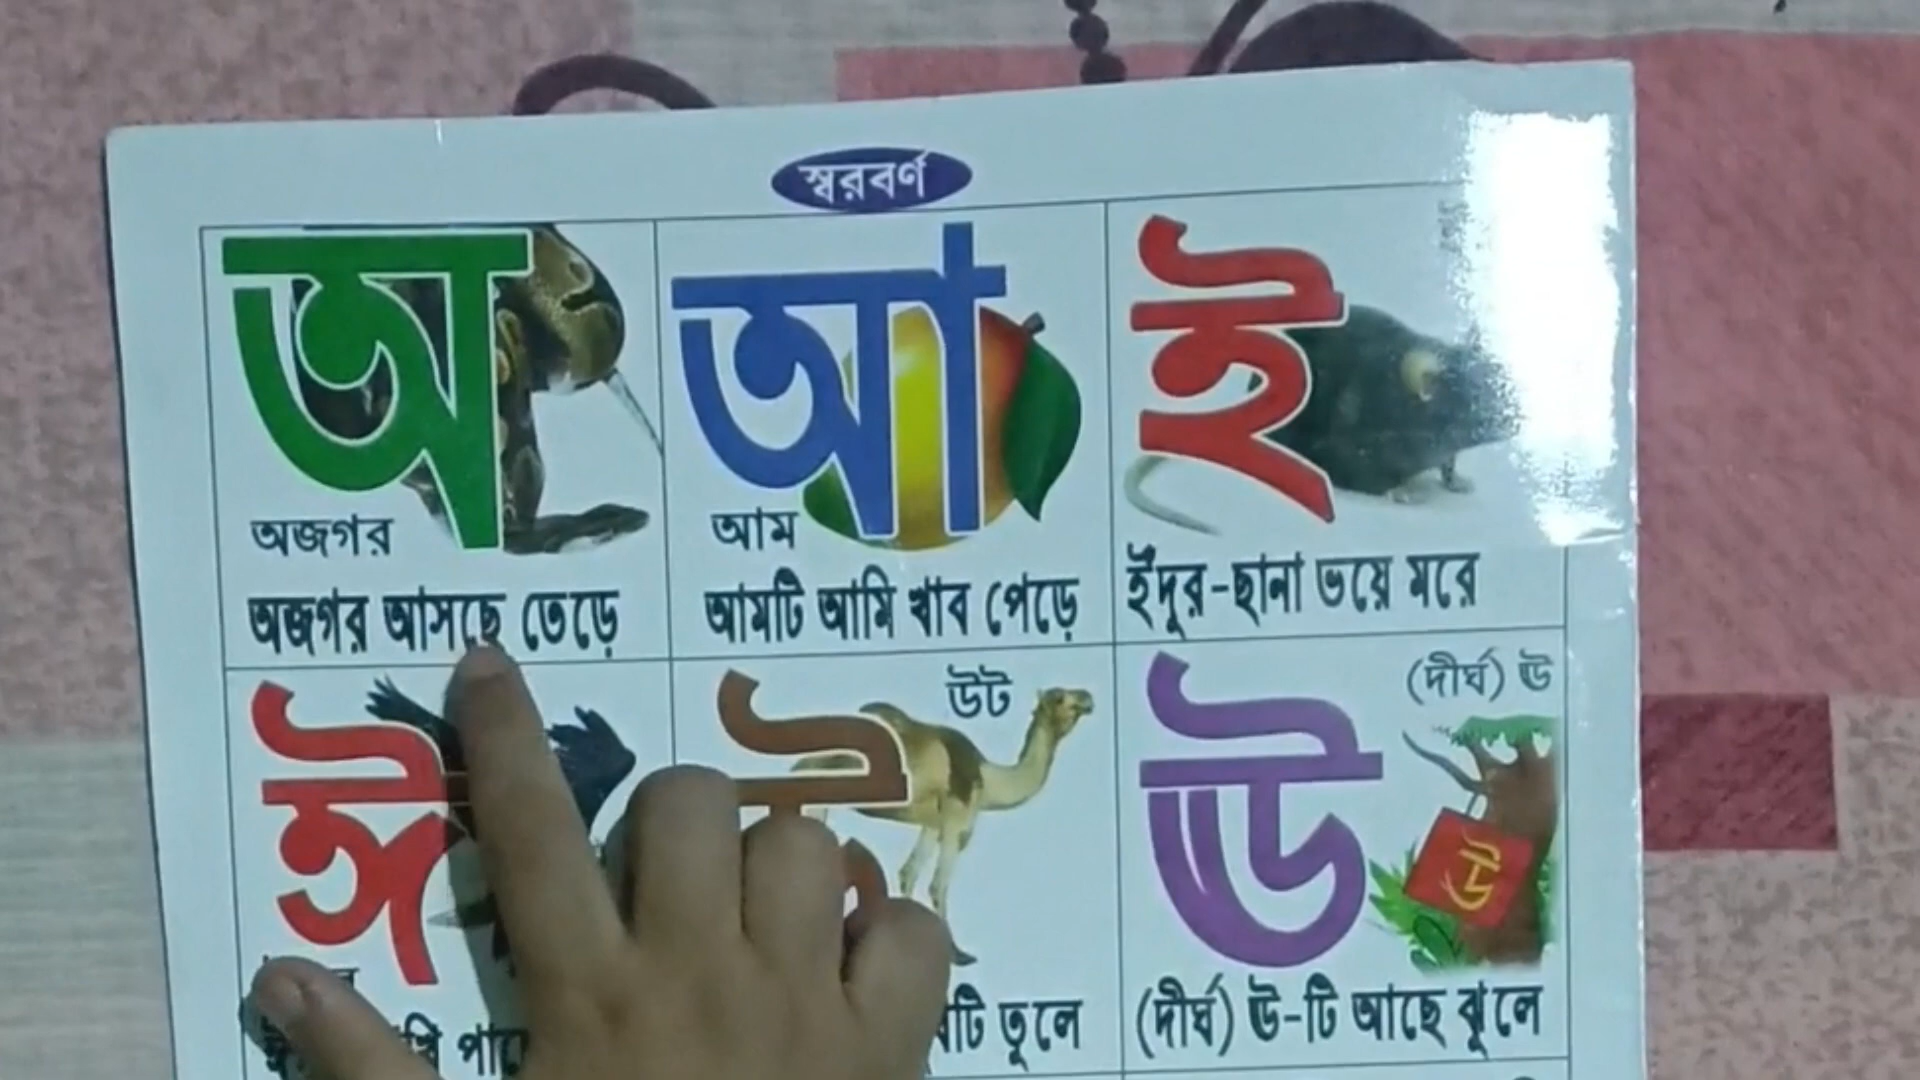 স্বরবর্ণ
অ
অজগর
অজগর আসছে তেড়ে
আ
আম
আমটি আমি খাব পেড়ে
ই
ইঁদুর-ছানা ভয়ে মরে
ঈ
পাখি
উট
তুলে
ঊ
(দীর্ঘ) ঊ
ঊ
(দীর্ঘ) ঊ-টি আছে ঝুলে